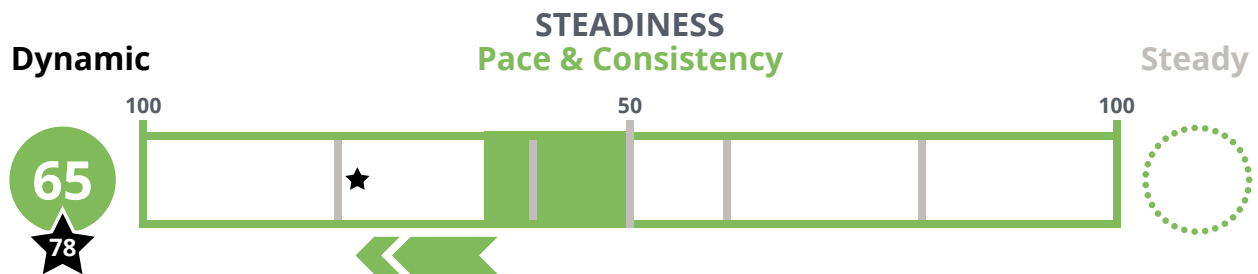 STEADINESS
Dynamic
Pace & Consistency
Steady
100
50
100
65
78